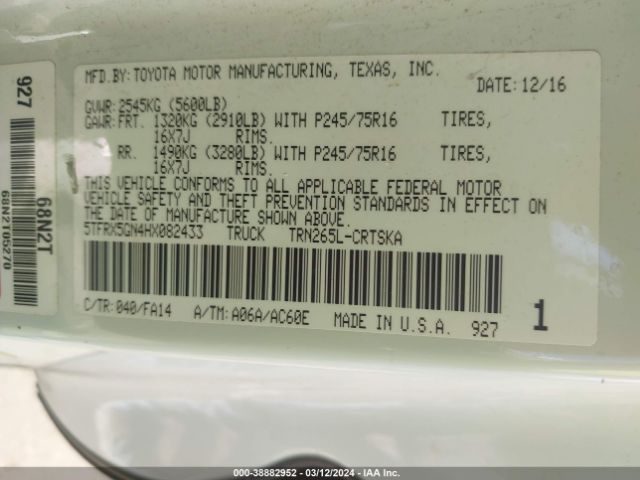 MFD.BY: TOYOTA MOTOR MANUFACTURING, TEXAS, INC.
DATE: 12/16
GVWR: 2545KG (5600LB)
GAWR: FRT. 1320KG (2910LB) WITH P245/75R16 TIRES,
16X7J RIMS.
RR. 1490KG (3280LB) WITH P245/75R16 TIRES,
16X7J RIMS.
THIS VEHICLE CONFORMS TO ALL APPLICABLE FEDERAL MOTOR
VEHICLE SAFETY AND THEFT PREVENTION STANDARDS IN EFFECT ON
THE DATE OF MANUFACTURE SHOWN ABOVE.
5TFRX5GN4HX082433 TRUCK TRN265L-CRTSKA
C/TR: 040/FA14 A/TM: A06A/AC60E MADE IN U.S.A. 927
1
927
68N2T
68N2T05270
000-38882952 - 03/12/2024 - IAA Holdings, LLC.